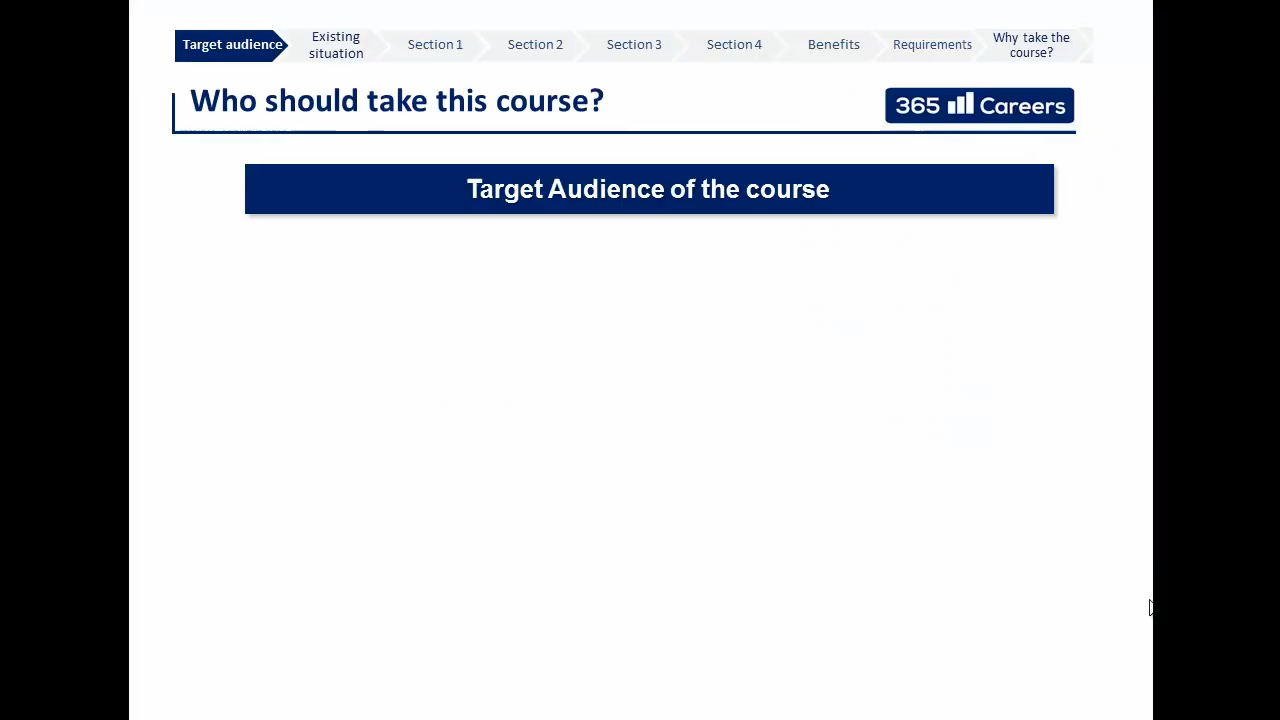 Target audience
Existing
situation
Section 1
Section 2
Section 3
Section 4
Benefits
Requirements
Why take the
course?
Who should take this course?
365 Careers
Target Audience of the course